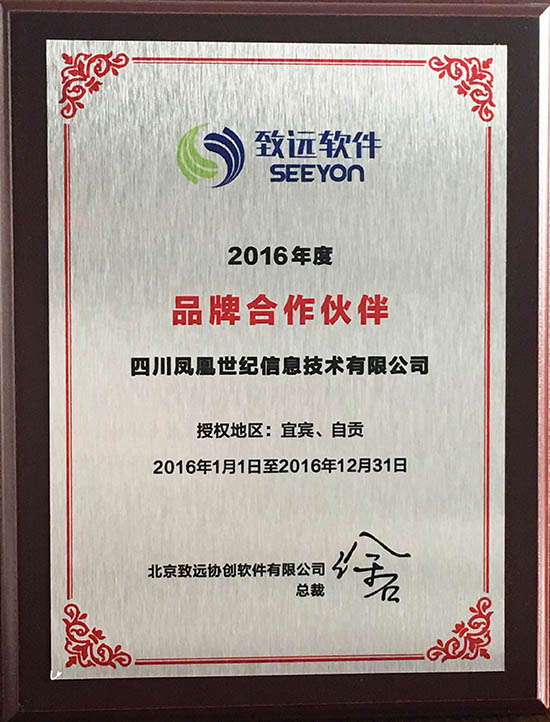 致远软件
SEEYON
2016年度
品牌合作伙伴
四川凤凰世纪信息技术有限公司
授权地区：宜宾、自贡
2016年1月1日至2016年12月31日
北京致远协创软件有限公司
总裁
徐石